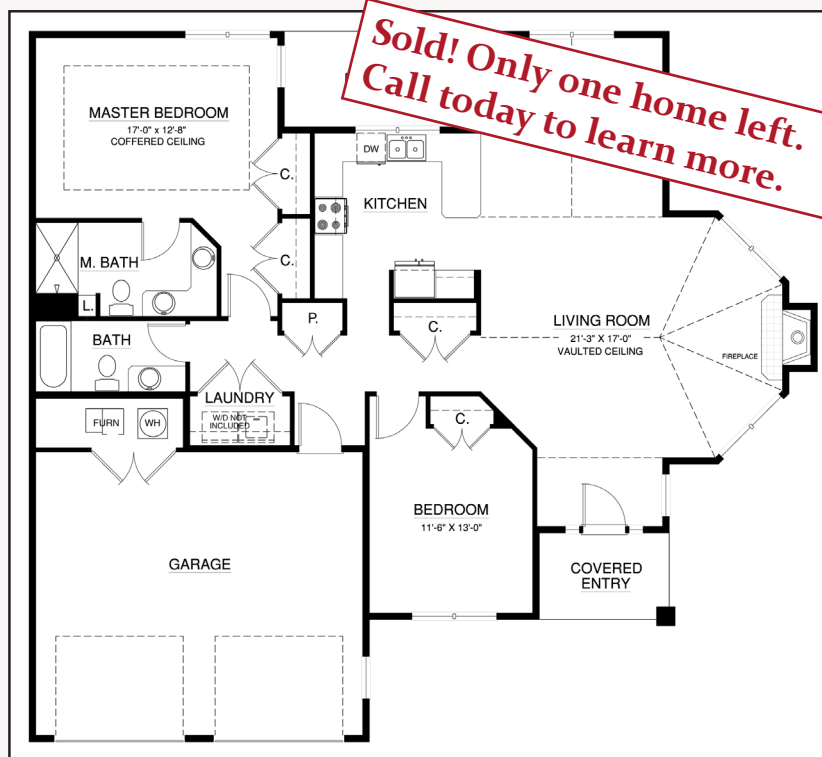 Sold! Only one home left.
Call today to learn more.
MASTER BEDROOM
17'-0" x 12'-8"
COFFERED CEILING
C.
DW
KITCHEN
C.
M. BATH
L.
P.
C.
BATH
LIVING ROOM
21'-3" X 17'-0"
VAULTED CEILING
FIREPLACE
LAUNDRY
W/D NOT
INCLUDED
FURN
WH
C.
BEDROOM
11'-6" X 13'-0"
GARAGE
COVERED
ENTRY